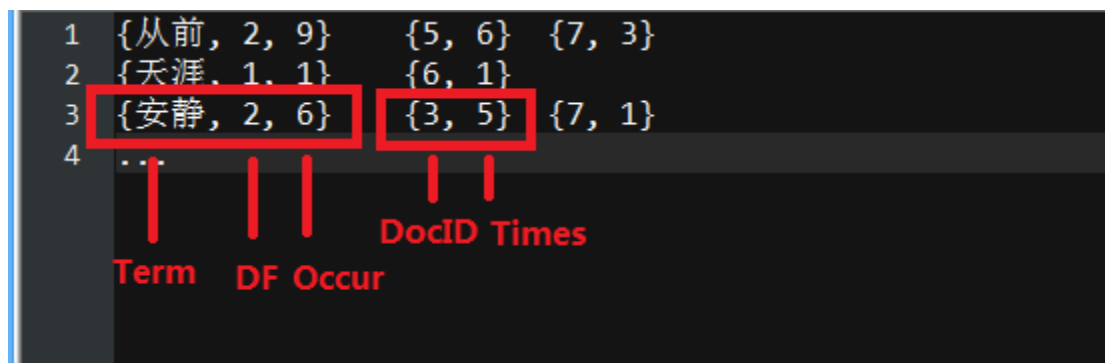 1 {从前, 2, 9} {5, 6} {7, 3}
2 {天涯, 1, 1} {6, 1}
3 {安静, 2, 6} {3, 5} {7, 1}
4 ...
DocID Times
Term DF Occur